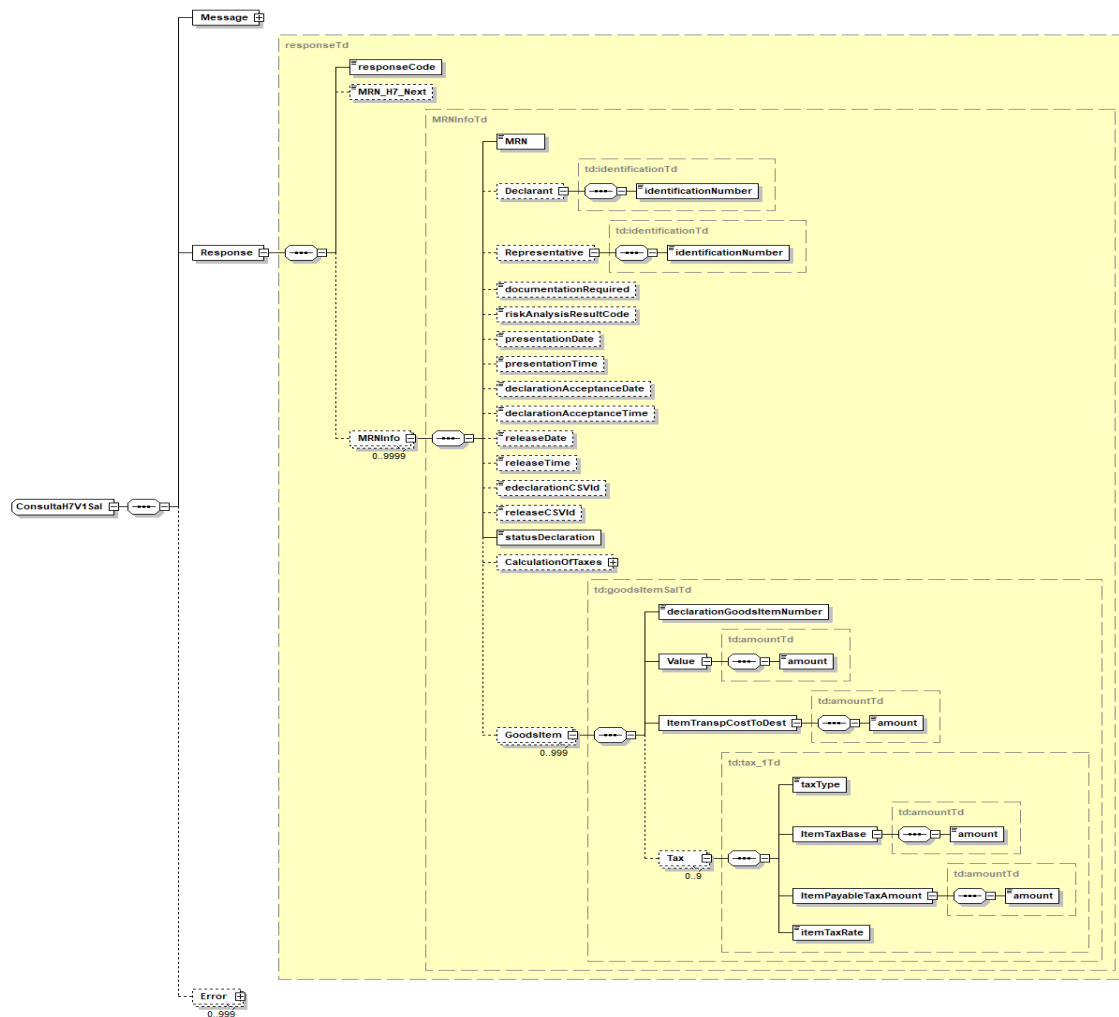 Message
responseTd
responseCode
MRN_H7_Next
MRNInfoTd
MRN
td:identificationTd
Declarant
identificationNumber
td:identificationTd
Response
Representative
identificationNumber
documentationRequired
riskAnalysisResultCode
presentationDate
presentationTime
declarationAcceptanceDate
declarationAcceptanceTime
MRNInfo
releaseDate
0..9999
releaseTime
edeclarationCSVId
ConsultaH7V1Sal
releaseCSVId
statusDeclaration
CalculationOfTaxes
td:goodsItemSalTd
declarationGoodsItemNumber
td:amountTd
Value
amount
td:amountTd
ItemTranspCostToDest
amount
GoodsItem
0..999
td:tax_1Td
taxType
td:amountTd
ItemTaxBase
amount
Tax
0..9
td:amountTd
ItemPayableTaxAmount
amount
itemTaxRate
Error
0..999